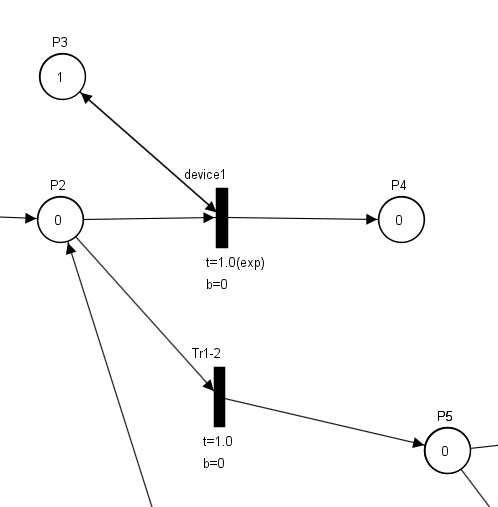 P3
1
device1
P2
0
P4
0
t=1.0(exp)
b=0
Tr1-2
t=1.0
b=0
P5
0